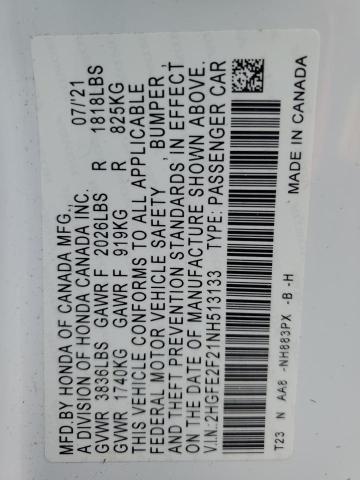 MFD.BY HONDA OF CANADA MFG., 07/'21
A DIVISION OF HONDA CANADA INC.
GVWR 3836LBS GAWR F 2026LBS R 1818LBS
GVWR 1740KG GAWR F 919KG R 825KG
THIS VEHICLE CONFORMS TO ALL APPLICABLE
FEDERAL MOTOR VEHICLE SAFETY , BUMPER ,
AND THEFT PREVENTION STANDARDS IN EFFECT
ON THE DATE OF MANUFACTURE SHOWN ABOVE.
V.I.N.:2HGFE2F21NH513133 TYPE: PASSENGER CAR
T23 N AA8 -NH883PX -B -H
MADE IN CANADA